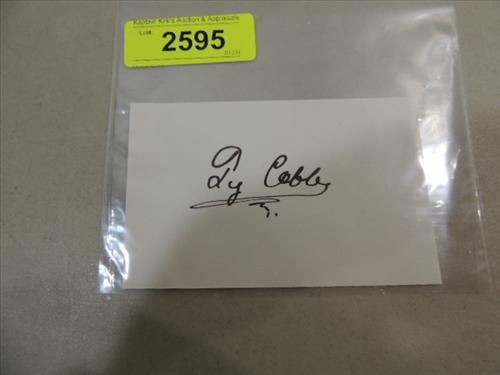 Kaptain Kirk's Auction & Appraisals
Lot#:
2595
Ty Cobb